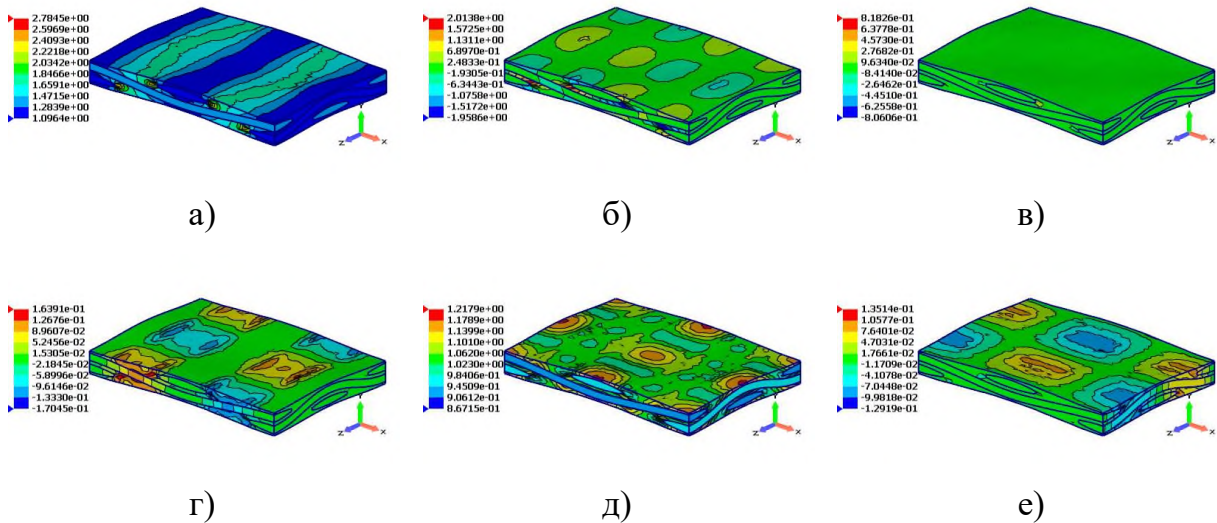 2.7845e+00
2.5969e+00
2.4093e+00
2.2218e+00
2.0342e+00
1.8466e+00
1.6591e+00
1.4715e+00
1.2839e+00
1.0964e+00
Y
Z
X
а)
2.0138e+00
1.5725e+00
1.1311e+00
6.8970e-01
2.4833e-01
-1.9305e-01
-6.3443e-01
-1.0758e+00
-1.5172e+00
-1.9586e+00
Y
Z
X
б)
8.1826e-01
6.3778e-01
4.5730e-01
2.7682e-01
9.6340e-02
-8.4140e-02
-2.6462e-01
-4.4510e-01
-6.2558e-01
-8.0606e-01
Y
Z
X
в)
1.6391e-01
1.2676e-01
8.9607e-02
5.2456e-02
1.5305e-02
-2.1845e-02
-5.8996e-02
-9.6146e-02
-1.3330e-01
-1.7045e-01
Y
Z
X
г)
1.2179e+00
1.1789e+00
1.1399e+00
1.1010e+00
1.0620e+00
1.0230e+00
9.8406e-01
9.4509e-01
9.0612e-01
8.6715e-01
Y
Z
X
д)
1.3514e-01
1.0577e-01
7.6401e-02
4.7031e-02
1.7661e-02
-1.1709e-02
-4.1078e-02
-7.0448e-02
-9.9818e-02
-1.2919e-01
Y
Z
X
е)